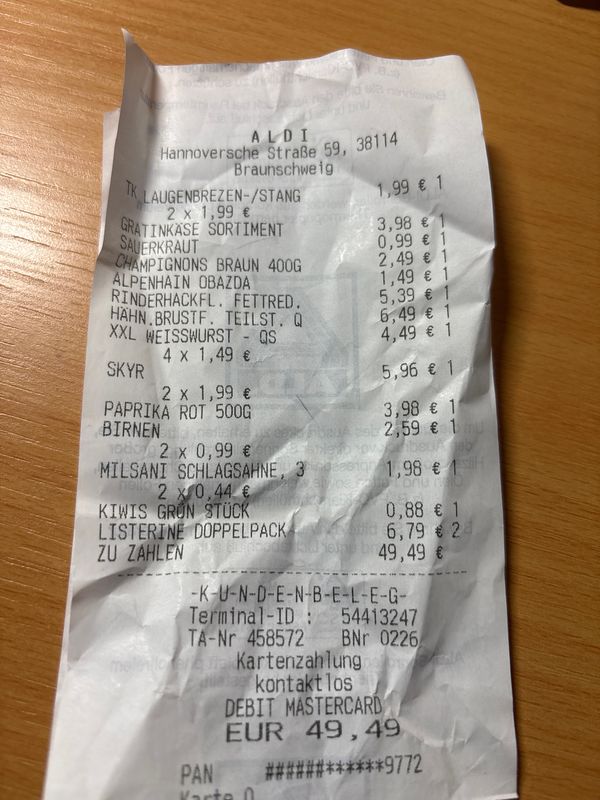 ALDI
Hannoversche Straße 59, 38114
Braunschweig
TK.LAUGENBREZEN-/STANG 1,99 € 1
2 x 1,99 €
GRATINKÄSE SORTIMENT 3,98 € 1
SAUERKRAUT 0,99 € 1
CHAMPIGNONS BRAUN 400G 2,49 € 1
ALPENHAIN OBAZDA 1,49 € 1
RINDERHACKFL. FETTRED. 5,39 € 1
HÄHN.BRUSTF. TEILST. Q 6,49 € 1
XXL WEISSWURST - QS 4,49 € 1
4 x 1,49 €
SKYR 5,96 € 1
2 x 1,99 €
PAPRIKA ROT 500G 3,98 € 1
BIRNEN 2,59 € 1
2 x 0,99 €
MILSANI SCHLAGSAHNE, 3 1,98 € 1
2 x 0,44 €
KIWIS GRÜN STÜCK 0,88 € 1
LISTERINE DOPPELPACK 6,79 € 2
ZU ZAHLEN 49,49 €
-K-U-N-D-E-N-B-E-L-E-G-
Terminal-ID : 54413247
TA-Nr 458572 BNr 0226
Kartenzahlung
kontaktlos
DEBIT MASTERCARD
EUR 49,49
PAN ######******9772
Karte 0